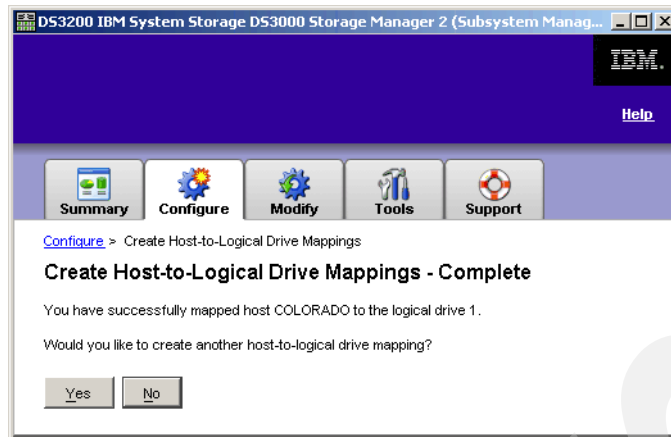 DS3200 IBM System Storage DS3000 Storage Manager 2 (Subsystem Manag...
IBM.
Help
Summary Configure Modify Tools Support
Configure > Create Host-to-Logical Drive Mappings
Create Host-to-Logical Drive Mappings - Complete
You have successfully mapped host COLORADO to the logical drive 1.
Would you like to create another host-to-logical drive mapping?
Yes No